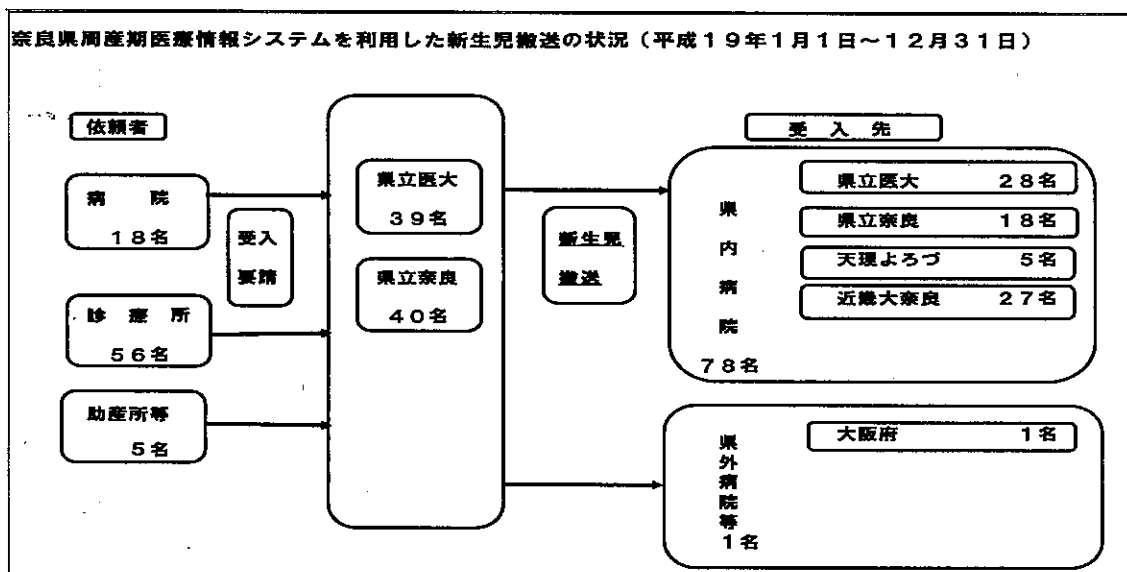 奈良県周産期医療情報システムを利用した新生児搬送の状況（平成１９年１月１日～１２月３１日）
依頼者
病　院
１８名
診療所
５６名
助産所等
５名
受入
要請
県立医大
３９名
県立奈良
４０名
新生児
搬送
受　入　先
県内病院
７８名
県立医大　２８名
県立奈良　１８名
天理よろづ　５名
近畿大奈良　２７名
県外病院等
１名
大阪府　１名